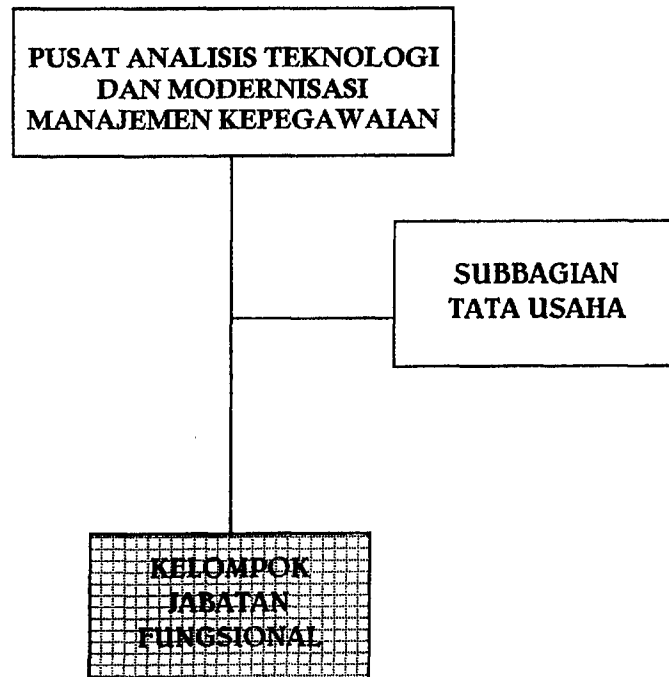 PUSAT ANALISIS TEKNOLOGI
DAN MODERNISASI
MANAJEMEN KEPEGAWAIAN
SUBBAGIAN
TATA USAHA
KELOMPOK
JABATAN
FUNGSIONAL